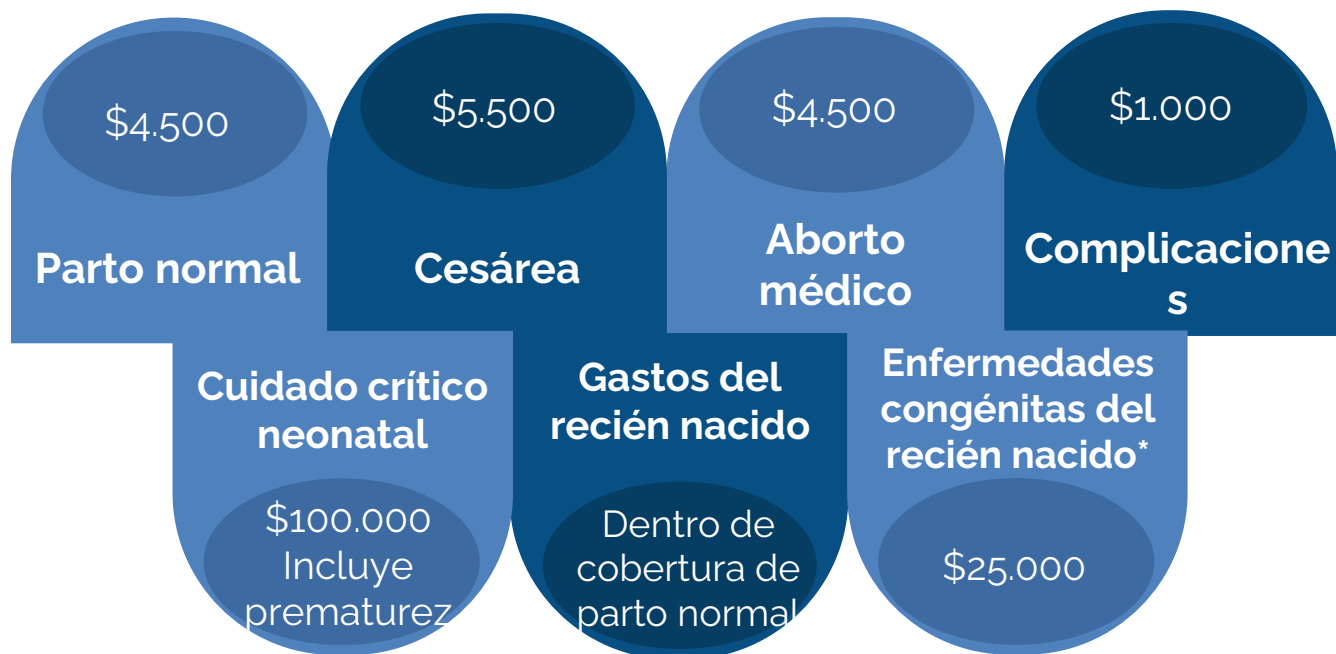 $4.500
Parto normal
$5.500
Cesárea
$4.500
Aborto
médico
$1.000
Complicacione
s
Cuidado crítico
neonatal
$100.000
Incluye
prematurez
Gastos del
recién nacido
Dentro de
cobertura de
parto normal
Enfermedades
congénitas del
recién nacido*
$25.000